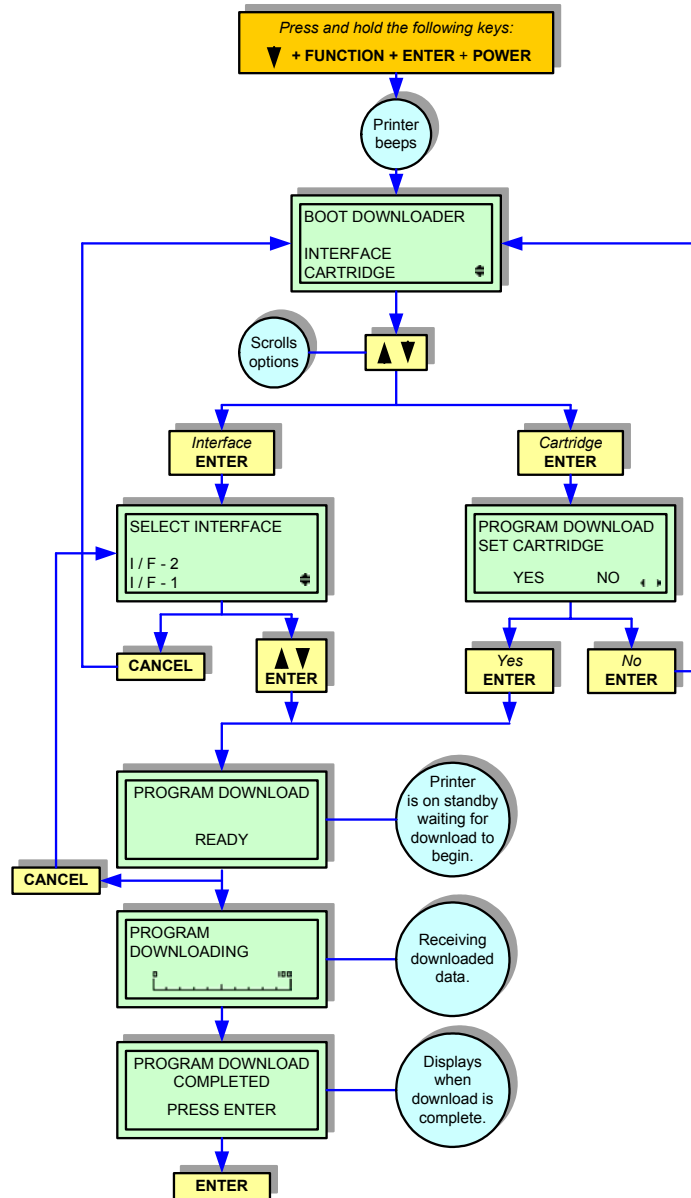 Press and hold the following keys:
▼ + FUNCTION + ENTER + POWER
Printer
beeps
BOOT DOWNLOADER
INTERFACE
CARTRIDGE
Scrolls
options
▲ ▼
Interface
ENTER
Cartridge
ENTER
SELECT INTERFACE
I / F - 2
I / F - 1
PROGRAM DOWNLOAD
SET CARTRIDGE
YES NO
CANCEL
▲ ▼
ENTER
Yes
ENTER
No
ENTER
PROGRAM DOWNLOAD
READY
Printer
is on standby
waiting for
download to
begin.
CANCEL
PROGRAM
DOWNLOADING
0 100
Receiving
downloaded
data.
PROGRAM DOWNLOAD
COMPLETED
PRESS ENTER
Displays
when
download is
complete.
ENTER